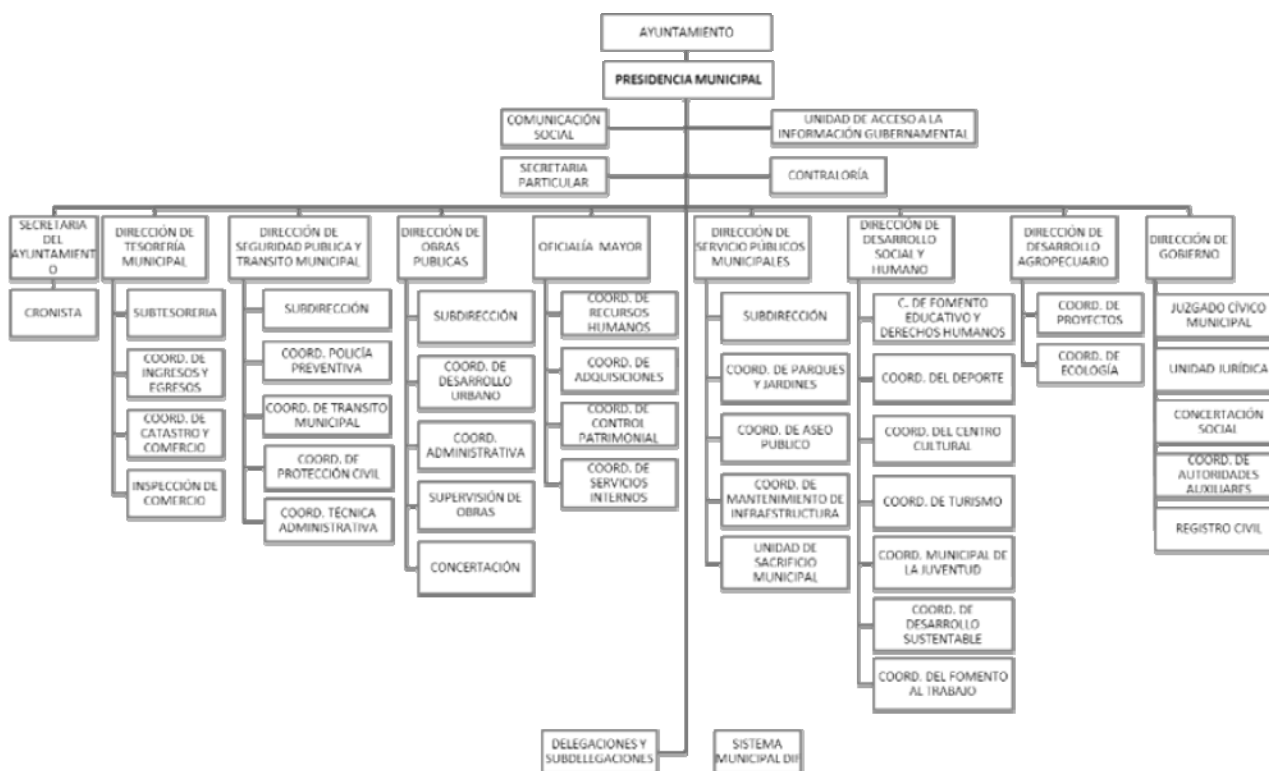 AYUNTAMIENTO
PRESIDENCIA MUNICIPAL
COMUNICACIÓN
SOCIAL
UNIDAD DE ACCESO A LA
INFORMACIÓN GUBERNAMENTAL
SECRETARIA
PARTICULAR
CONTRALORÍA
SECRETARIA
DEL
AYUNTAMIENT
O
CRONISTA
DIRECCIÓN DE
TESORERÍA
MUNICIPAL
SUBTESORERIA
COORD. DE
INGRESOS Y
EGRESOS
COORD. DE
CATASTRO Y
COMERCIO
INSPECCIÓN DE
COMERCIO
DIRECCIÓN DE
SEGURIDAD PUBLICA Y
TRANSITO MUNICIPAL
SUBDIRECCIÓN
COORD. POLICÍA
PREVENTIVA
COORD. DE TRANSITO
MUNICIPAL
COORD. DE
PROTECCIÓN CIVIL
COORD. TÉCNICA
ADMINISTRATIVA
DIRECCIÓN DE
OBRAS
PUBLICAS
SUBDIRECCIÓN
COORD. DE
DESARROLLO
URBANO
COORD.
ADMINISTRATIVA
SUPERVISIÓN DE
OBRAS
CONCERTACIÓN
OFICIALÍA MAYOR
COORD. DE
RECURSOS
HUMANOS
COORD. DE
ADQUISICIONES
COORD. DE
CONTROL
PATRIMONIAL
COORD. DE
SERVICIOS
INTERNOS
DIRECCIÓN DE
SERVICIO PÚBLICOS
MUNICIPALES
SUBDIRECCIÓN
COORD. DE PARQUES
Y JARDINES
COORD. DE ASEO
PUBLICO
COORD. DE
MANTENIMIENTO DE
INFRAESTRUCTURA
UNIDAD DE
SACRIFICIO
MUNICIPAL
DIRECCIÓN DE
DESARROLLO
SOCIAL Y
HUMANO
C. DE FOMENTO
EDUCATIVO Y
DERECHOS HUMANOS
COORD. DEL DEPORTE
COORD. DEL CENTRO
CULTURAL
COORD. DE TURISMO
COORD. MUNICIPAL DE
LA JUVENTUD
COORD. DE
DESARROLLO
SUSTENTABLE
COORD. DEL FOMENTO
AL TRABAJO
DIRECCIÓN DE
DESARROLLO
AGROPECUARIO
COORD. DE
PROYECTOS
COORD. DE
ECOLOGÍA
DIRECCIÓN DE
GOBIERNO
JUZGADO CÍVICO
MUNICIPAL
UNIDAD JURÍDICA
CONCERTACIÓN
SOCIAL
COORD. DE
AUTORIDADES
AUXILIARES
REGISTRO CIVIL
DELEGACIONES Y
SUBDELEGACIONES
SISTEMA
MUNICIPAL DIF